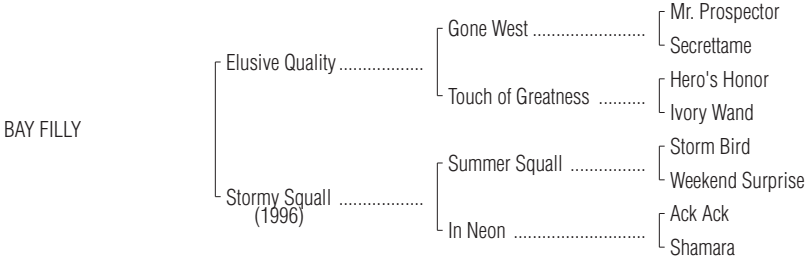 Mr. Prospector
Gone West ........................
Secrettame
Elusive Quality ..................
Hero's Honor
Touch of Greatness ..........
Ivory Wand
BAY FILLY
Storm Bird
Summer Squall ................
Weekend Surprise
Stormy Squall ..................
(1996)
Ack Ack
In Neon ............................
Shamara